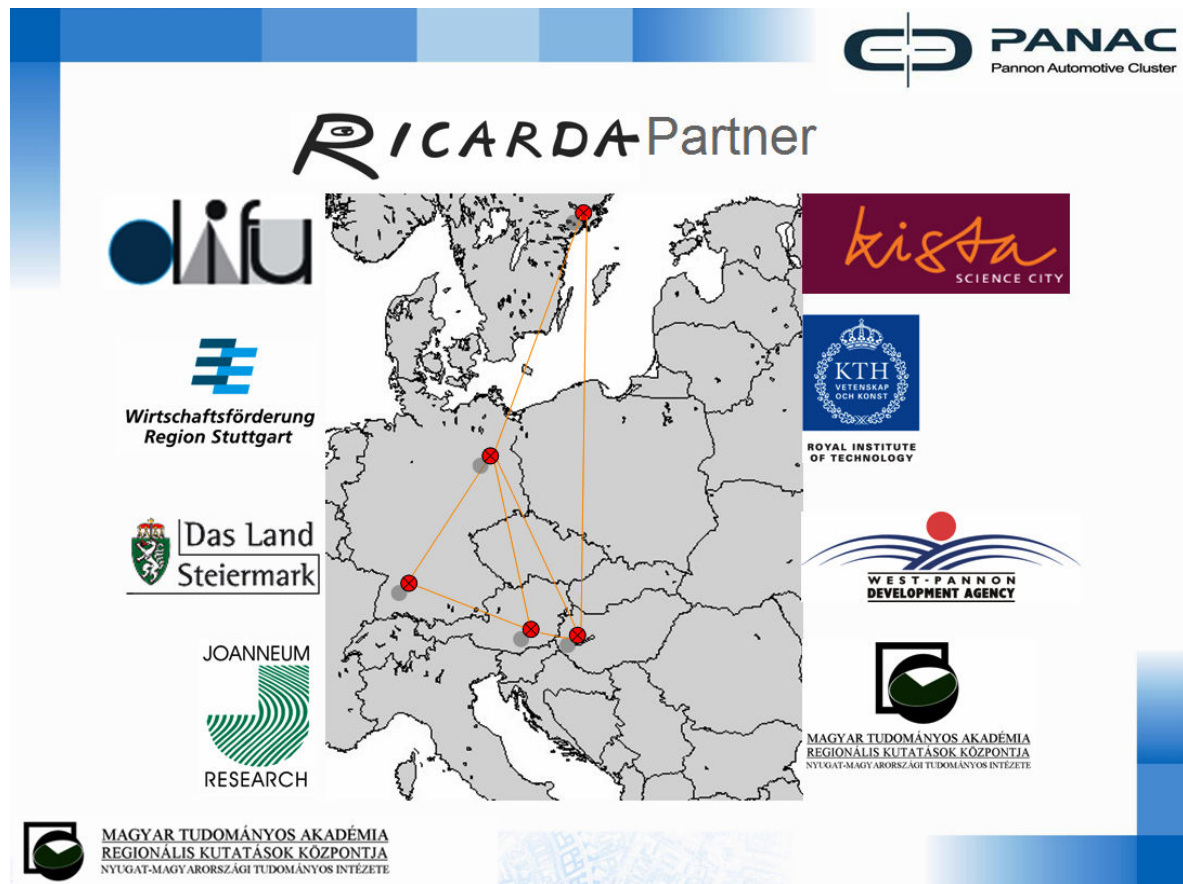 PANAC
Pannon Automotive Cluster
RICARDA Partner
difu
Wirtschaftsförderung
Region Stuttgart
Das Land
Steiermark
JOANNEUM
RESEARCH
kista
SCIENCE CITY
KTH
VETENSKAP
OCH KONST
ROYAL INSTITUTE
OF TECHNOLOGY
WEST-PANNON
DEVELOPMENT AGENCY
MAGYAR TUDOMÁNYOS AKADÉMIA
REGIONÁLIS KUTATÁSOK KÖZPONTJA
NYUGAT-MAGYARORSZÁGI TUDOMÁNYOS INTÉZETE
MAGYAR TUDOMÁNYOS AKADÉMIA
REGIONÁLIS KUTATÁSOK KÖZPONTJA
NYUGAT-MAGYARORSZÁGI TUDOMÁNYOS INTÉZETE